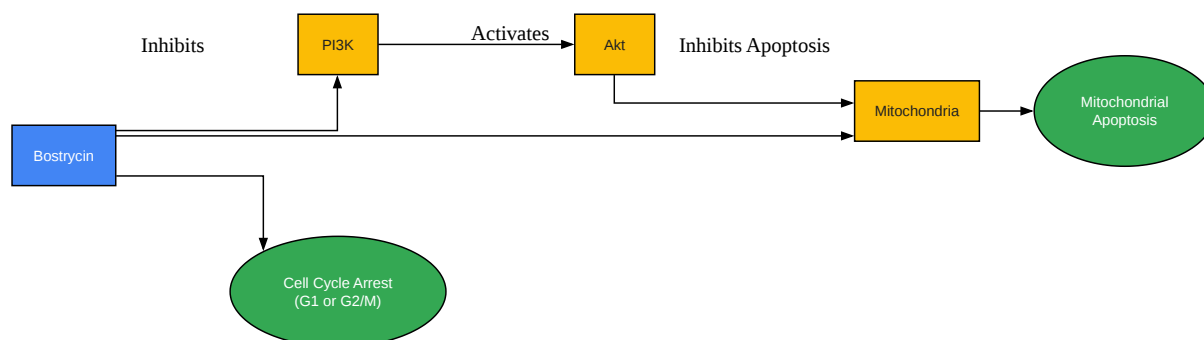 Inhibits
PI3K
Activates
Akt
Inhibits Apoptosis
Mitochondria
Mitochondrial
Apoptosis
Bostrycin
Cell Cycle Arrest
(G1 or G2/M)